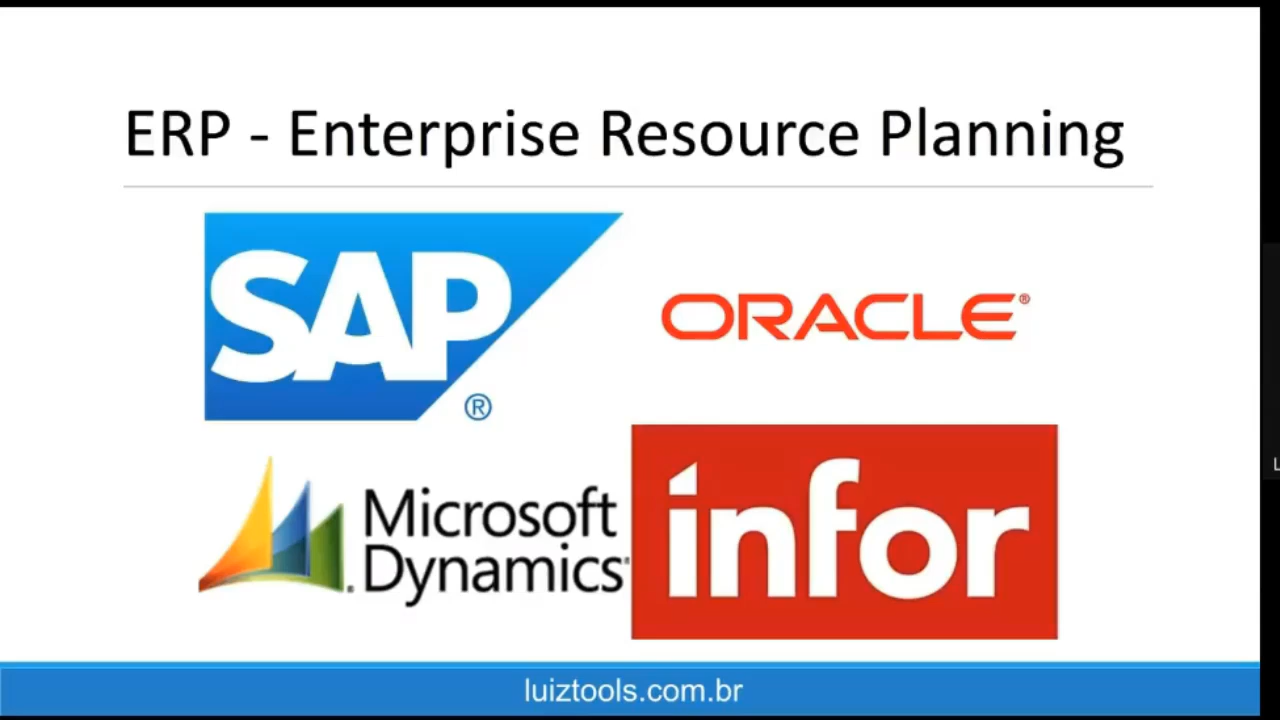 ERP - Enterprise Resource Planning
SAP®
ORACLE®
Microsoft
Dynamics
infor
luiztools.com.br
L